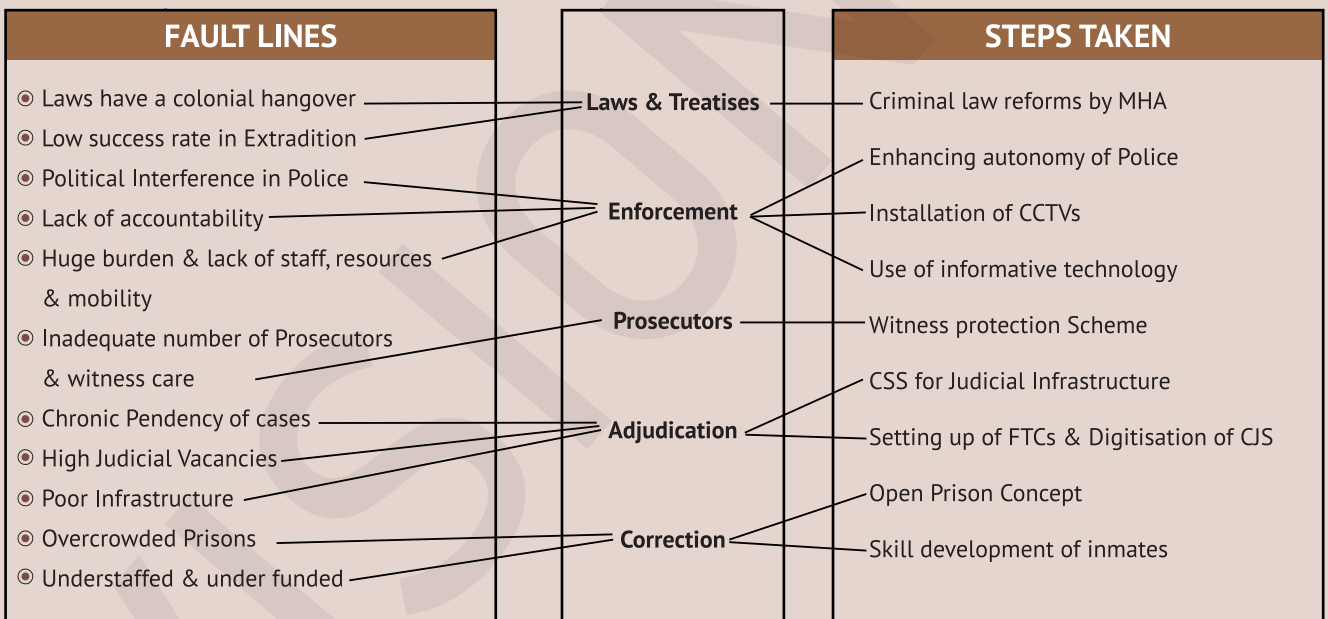 FAULT LINES
Laws have a colonial hangover
Low success rate in Extradition
Political Interference in Police
Lack of accountability
Huge burden & lack of staff, resources
& mobility
Inadequate number of Prosecutors
& witness care
Chronic Pendency of cases
High Judicial Vacancies
Poor Infrastructure
Overcrowded Prisons
Understaffed & under funded
Laws & Treatises
Enforcement
Prosecutors
Adjudication
Correction
STEPS TAKEN
Criminal law reforms by MHA
Enhancing autonomy of Police
Installation of CCTVs
Use of informative technology
Witness protection Scheme
CSS for Judicial Infrastructure
Setting up of FTCs & Digitisation of CJS
Open Prison Concept
Skill development of inmates
VISION